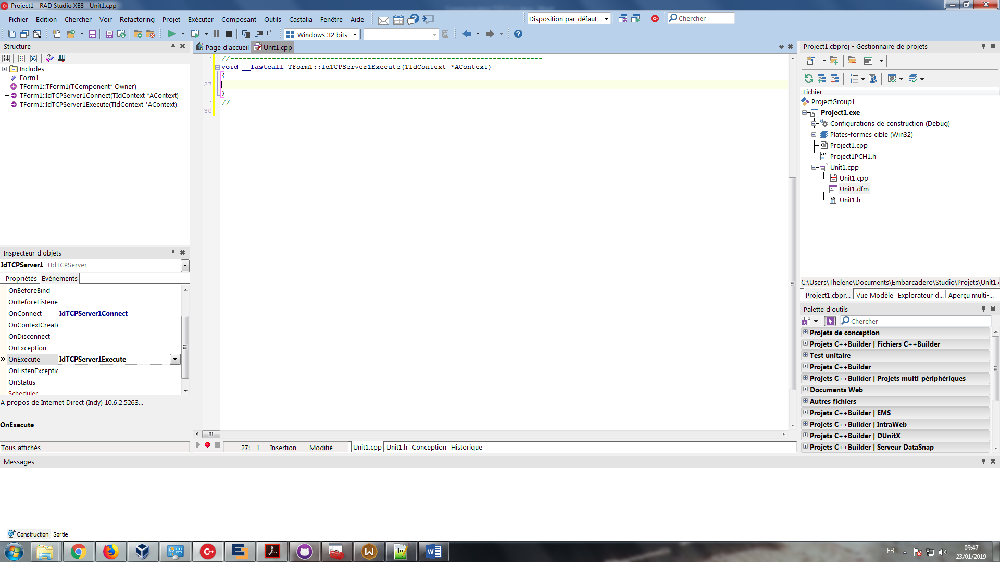 Project1 - RAD Studio XE8 - Unit1.cpp
Fichier Edition Chercher Voir Refactoring Projet Exécuter Composant Outils Castalia Fenêtre Aide
Disposition par défaut
Chercher
Windows 32 bits
Structure
Includes
Form1
TForm1::TForm1(TComponent* Owner)
TForm1::IdTCPServer1Connect(TIdContext *AContext)
TForm1::IdTCPServer1Execute(TIdContext *AContext)
Inspecteur d'objets
IdTCPServer1 TIdTCPServer
Propriétés Evénements
OnBeforeBind
OnBeforeListene
OnConnect IdTCPServer1Connect
OnContextCreate
OnDisconnect
OnException
OnExecute IdTCPServer1Execute
OnListenExceptic
OnStatus
Scheduler
A propos de Internet Direct (Indy) 10.6.2.5263...
OnExecute
Tous affichés
Page d'accueil Unit1.cpp
//---------------------------------------------------------------------------
void __fastcall TForm1::IdTCPServer1Execute(TIdContext *AContext)
{
27
}
//---------------------------------------------------------------------------
30
27: 1 Insertion Modifié
Unit1.cpp Unit1.h Conception Historique
Project1.cbproj - Gestionnaire de projets
Fichier
ProjectGroup1
Project1.exe
Configurations de construction (Debug)
Plates-formes cible (Win32)
Project1.cpp
Project1PCH1.h
Unit1.cpp
Unit1.cpp
Unit1.dfm
Unit1.h
C:\Users\Thelene\Documents\Embarcadero\Studio\Projets\Unit1.c
Project1.cbpr... Vue Modèle Explorateur d... Aperçu multi-...
Palette d'outils
Chercher
Projets de conception
Projets C++Builder | Fichiers C++Builder
Test unitaire
Projets C++Builder
Projets C++Builder | Projets multi-périphériques
Documents Web
Autres fichiers
Projets C++Builder | EMS
Projets C++Builder | IntraWeb
Projets C++Builder | DUnitX
Projets C++Builder | Serveur DataSnap
Messages
Construction Sortie
FR
09:47
23/01/2019